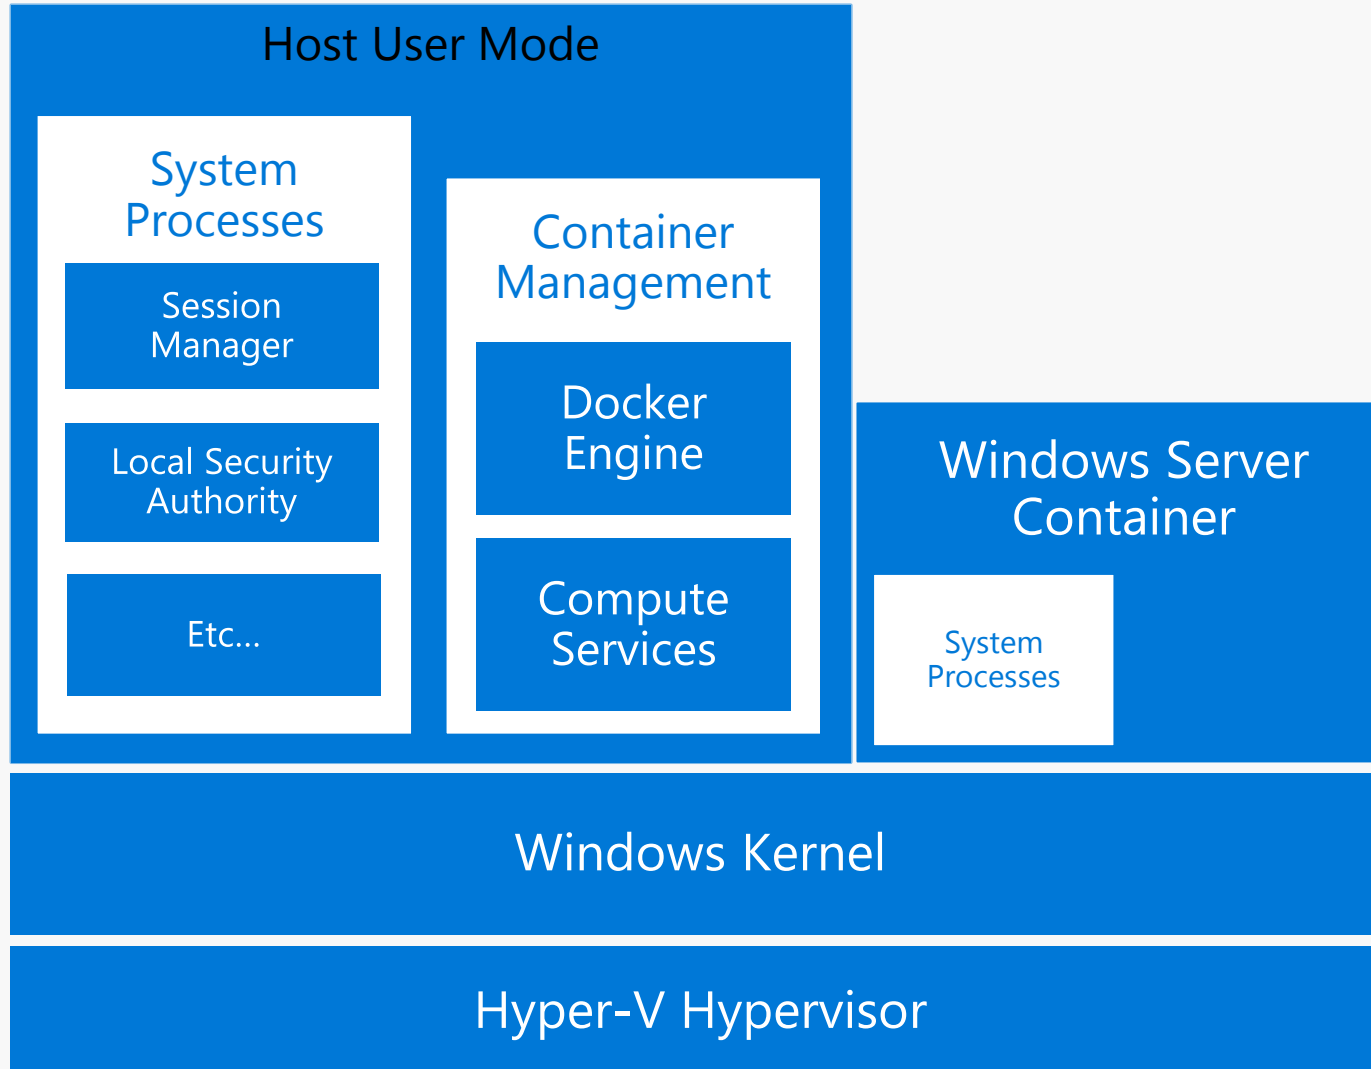 Host User Mode
System
Processes
Session
Manager
Local Security
Authority
Etc...
Container
Management
Docker
Engine
Compute
Services
Windows Server
Container
System
Processes
Windows Kernel
Hyper-V Hypervisor